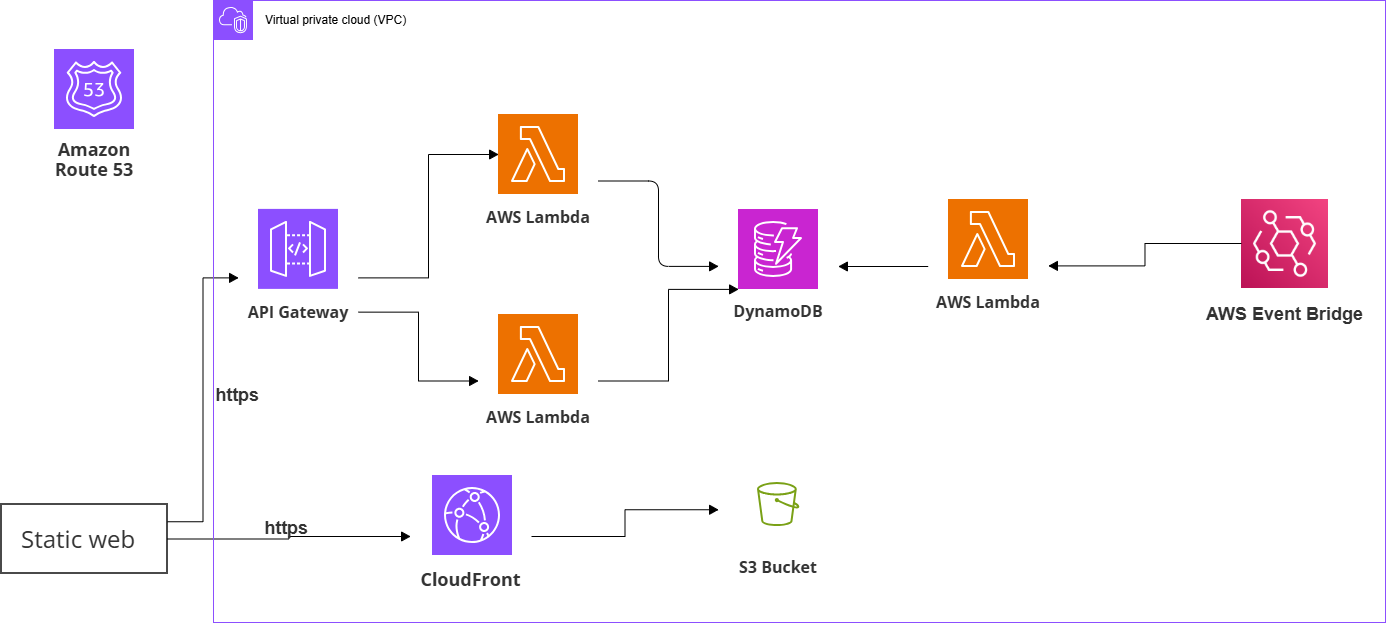 Virtual private cloud (VPC)
53
Amazon
Route 53
AWS Lambda
</>
API Gateway
DynamoDB
AWS Lambda
AWS Event Bridge
https
AWS Lambda
Static web
https
CloudFront
S3 Bucket